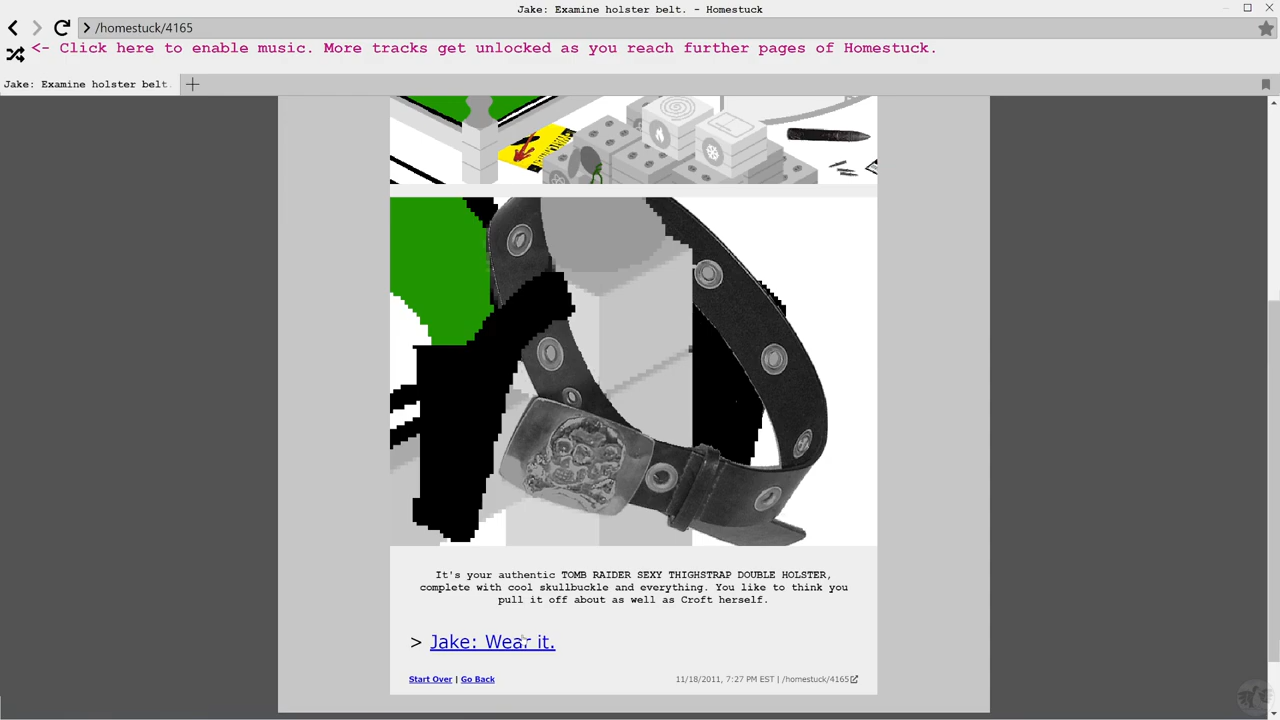 Jake: Examine holster belt. - Homestuck
/homestuck/4165
<- Click here to enable music. More tracks get unlocked as you reach further pages of Homestuck.
Jake: Examine holster belt.
It's your authentic TOMB RAIDER SEXY THIGHSTRAP DOUBLE HOLSTER,
complete with cool skullbuckle and everything. You like to think you
pull it off about as well as Croft herself.
> Jake: Wear it.
Start Over | Go Back
11/18/2011, 7:27 PM EST | /homestuck/4165